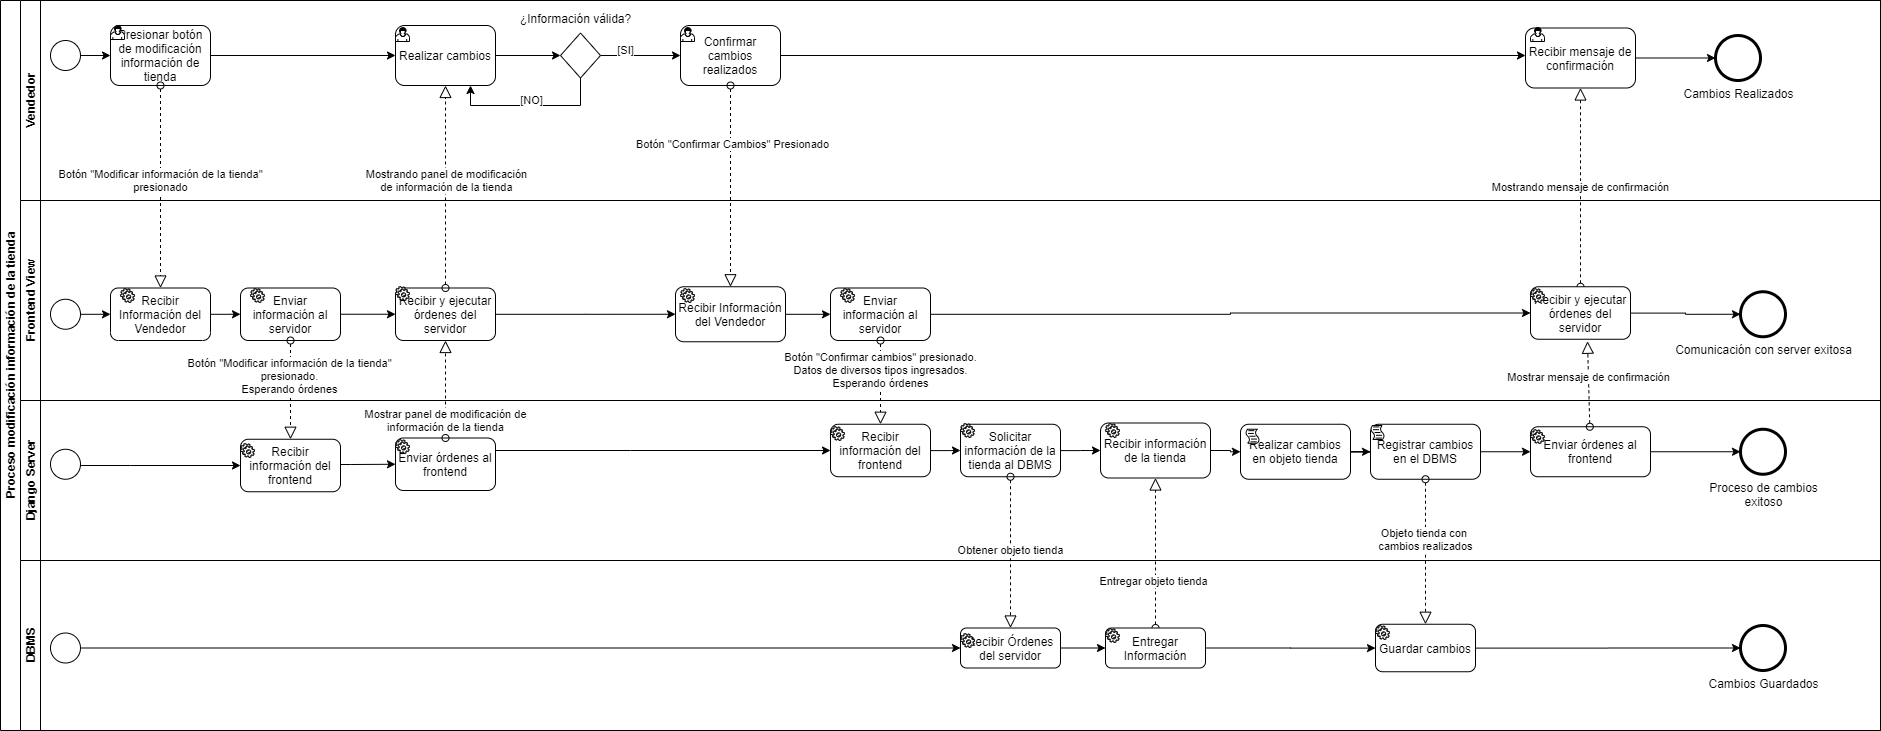 Proceso modificación información de la tienda
Vendedor
Presionar botón
de modificación
información de
tienda
Realizar cambios
¿Información válida?
[SI]
[NO]
Confirmar
cambios
realizados
Recibir mensaje de
confirmación
Cambios Realizados
Botón "Modificar información de la tienda"
presionado
Mostrando panel de modificación
de información de la tienda
Botón "Confirmar Cambios" Presionado
Mostrando mensaje de confirmación
Frontend View
Recibir
Información del
Vendedor
Enviar
información al
servidor
Recibir y ejecutar
órdenes del
servidor
Recibir Información
del Vendedor
Enviar
información al
servidor
Recibir y ejecutar
órdenes del
servidor
Comunicación con server exitosa
Botón "Modificar información de la tienda"
presionado.
Esperando órdenes
Mostrar panel de modificación de
información de la tienda
Botón "Confirmar cambios" presionado.
Datos de diversos tipos ingresados.
Esperando órdenes
Mostrar mensaje de confirmación
Django Server
Recibir
información del
frontend
Enviar órdenes al
frontend
Recibir
información del
frontend
Solicitar
información de la
tienda al DBMS
Recibir información
de la tienda
Realizar cambios
en objeto tienda
Registrar cambios
en el DBMS
Enviar órdenes al
frontend
Proceso de cambios
exitoso
Obtener objeto tienda
Entregar objeto tienda
Objeto tienda con
cambios realizados
DBMS
Recibir Órdenes
del servidor
Entregar
Información
Guardar cambios
Cambios Guardados